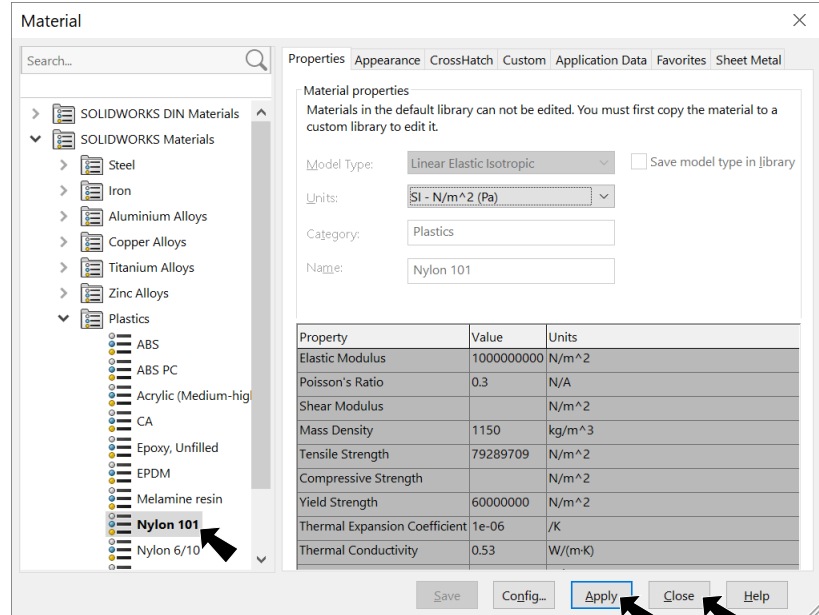 Material
Search...
SOLIDWORKS DIN Materials
SOLIDWORKS Materials
Steel
Iron
Aluminium Alloys
Copper Alloys
Titanium Alloys
Zinc Alloys
Plastics
ABS
ABS PC
Acrylic (Medium-high
CA
Epoxy, Unfilled
EPDM
Melamine resin
Nylon 101
Nylon 6/10
Properties Appearance CrossHatch Custom Application Data Favorites Sheet Metal
Material properties
Materials in the default library can not be edited. You must first copy the material to a
custom library to edit it.
Model Type: Linear Elastic Isotropic Save model type in library
Units: SI - N/m^2 (Pa)
Category: Plastics
Name: Nylon 101
Property Value Units
Elastic Modulus 1000000000 N/m^2
Poisson's Ratio 0.3 N/A
Shear Modulus N/m^2
Mass Density 1150 kg/m^3
Tensile Strength 79289709 N/m^2
Compressive Strength N/m^2
Yield Strength 60000000 N/m^2
Thermal Expansion Coefficient 1e-06 /K
Thermal Conductivity 0.53 W/(m·K)
Save Config... Apply Close Help